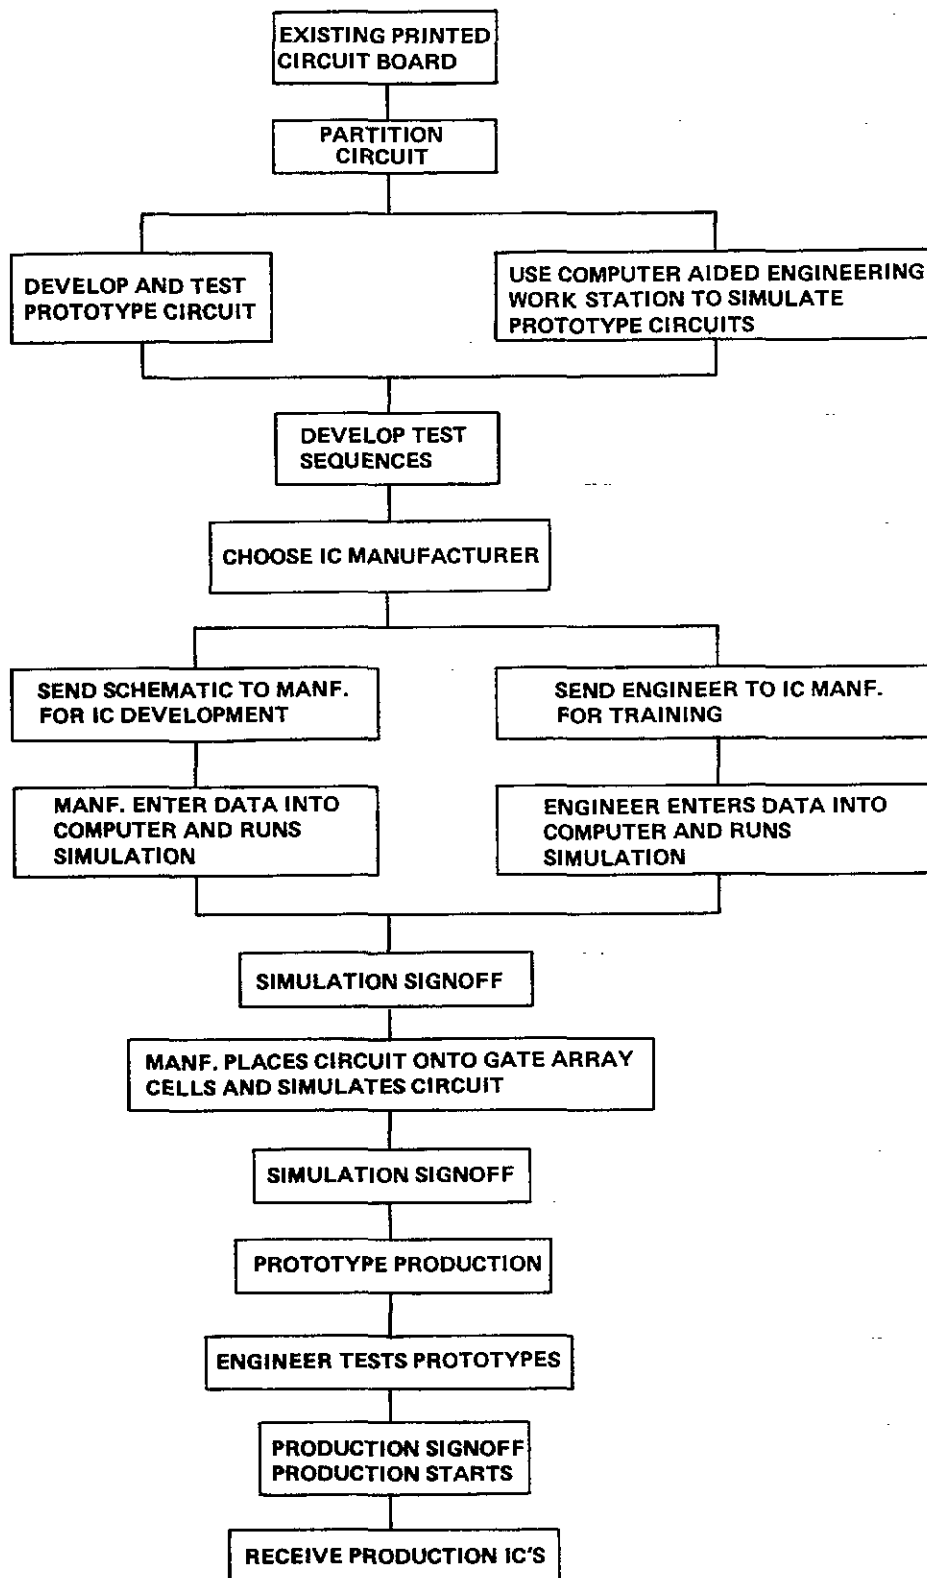 EXISTING PRINTED
CIRCUIT BOARD
PARTITION
CIRCUIT
DEVELOP AND TEST
PROTOTYPE CIRCUIT
USE COMPUTER AIDED ENGINEERING
WORK STATION TO SIMULATE
PROTOTYPE CIRCUITS
DEVELOP TEST
SEQUENCES
CHOOSE IC MANUFACTURER
SEND SCHEMATIC TO MANF.
FOR IC DEVELOPMENT
SEND ENGINEER TO IC MANF.
FOR TRAINING
MANF. ENTER DATA INTO
COMPUTER AND RUNS
SIMULATION
ENGINEER ENTERS DATA INTO
COMPUTER AND RUNS
SIMULATION
SIMULATION SIGNOFF
MANF. PLACES CIRCUIT ONTO GATE ARRAY
CELLS AND SIMULATES CIRCUIT
SIMULATION SIGNOFF
PROTOTYPE PRODUCTION
ENGINEER TESTS PROTOTYPES
PRODUCTION SIGNOFF
PRODUCTION STARTS
RECEIVE PRODUCTION IC'S